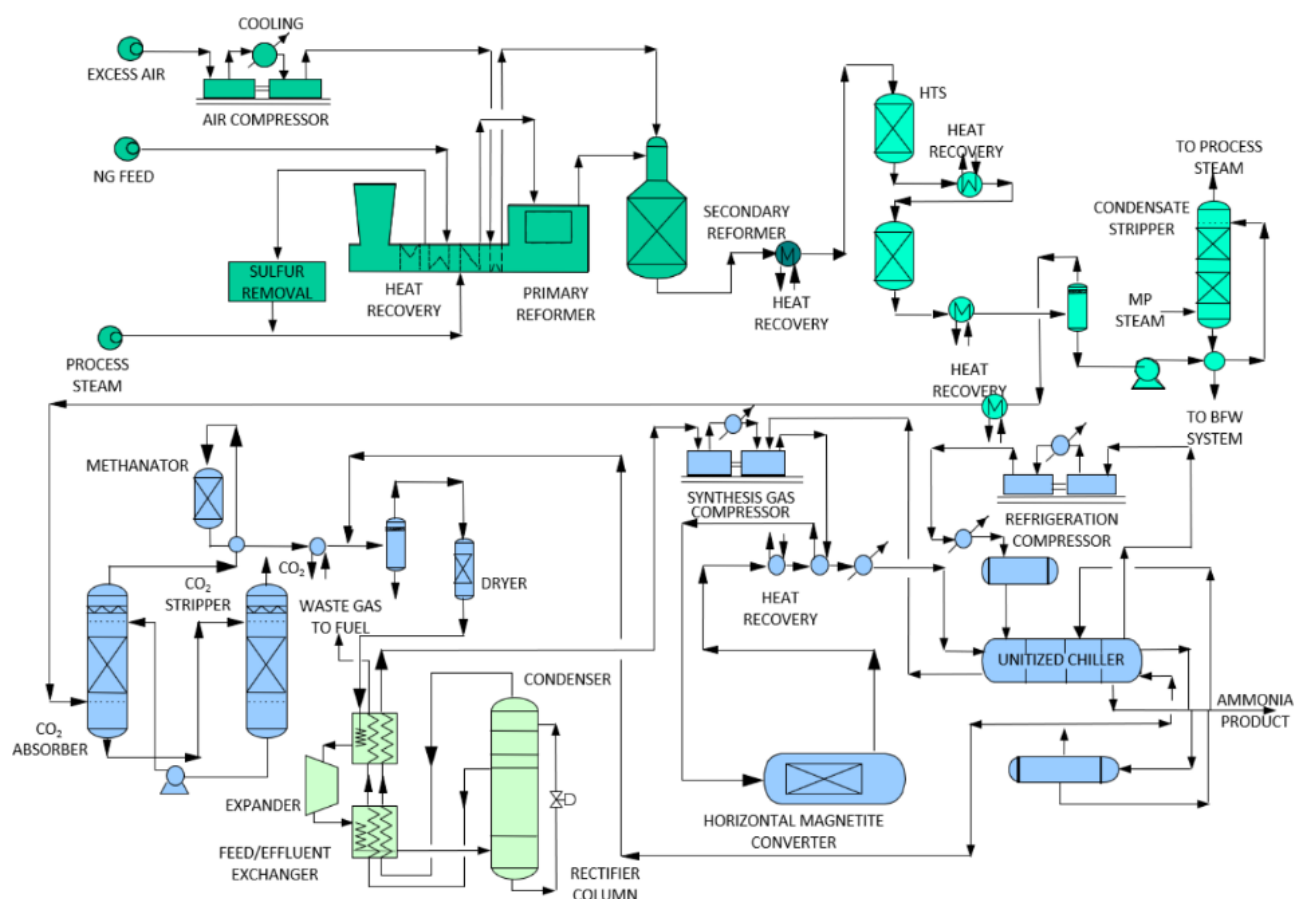 COOLING
EXCESS AIR
AIR COMPRESSOR
NG FEED
SULFUR
REMOVAL
HEAT
RECOVERY
PRIMARY
REFORMER
PROCESS
STEAM
SECONDARY
REFORMER
HEAT
RECOVERY
HTS
HEAT
RECOVERY
TO PROCESS
STEAM
CONDENSATE
STRIPPER
MP
STEAM
HEAT
RECOVERY
TO BFW
SYSTEM
METHANATOR
SYNTHESIS GAS
COMPRESSOR
REFRIGERATION
COMPRESSOR
CO₂
CO₂
STRIPPER
DRYER
WASTE GAS
TO FUEL
HEAT
RECOVERY
UNITIZED CHILLER
AMMONIA
PRODUCT
CO₂
ABSORBER
CONDENSER
EXPANDER
FEED/EFFLUENT
EXCHANGER
RECTIFIER
COLUMN
HORIZONTAL MAGNETITE
CONVERTER